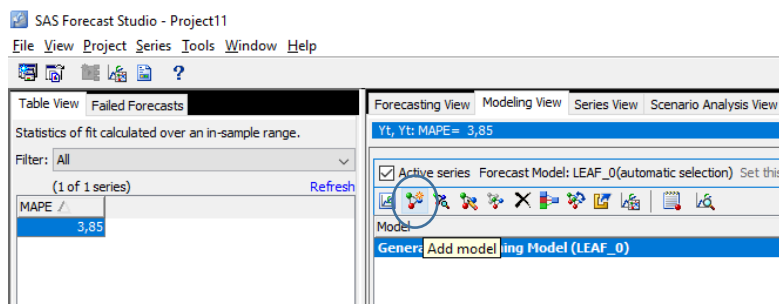 SAS Forecast Studio - Project11
File View Project Series Tools Window Help
?
Table View Failed Forecasts
Statistics of fit calculated over an in-sample range.
Filter: All
(1 of 1 series) Refresh
MAPE
3,85
Forecasting View Modeling View Series View Scenario Analysis View
Yt, Yt: MAPE= 3,85
Active series Forecast Model: LEAF_0(automatic selection) Set this
Model
Add model
ing Model (LEAF_0)